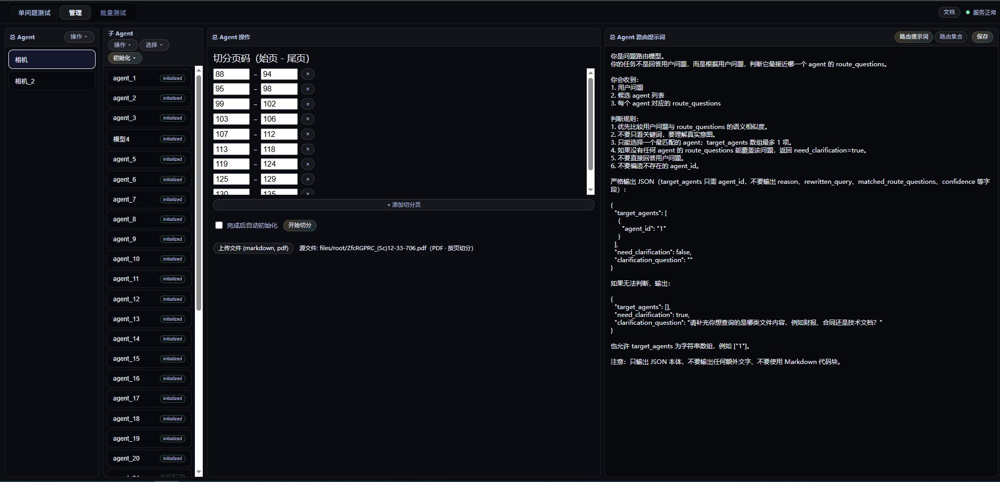 单问题测试
管理
批量测试
文档
服务正常
总 Agent
操作
相机
相机_2
子 Agent
操作
选择
初始化
agent_1 initialized
agent_2 initialized
agent_3 initialized
模型4 initialized
agent_5 initialized
agent_6 initialized
agent_7 initialized
agent_8 initialized
agent_9 initialized
agent_10 initialized
agent_11 initialized
agent_12 initialized
agent_13 initialized
agent_14 initialized
agent_15 initialized
agent_16 initialized
agent_17 initialized
agent_18 initialized
agent_19 initialized
agent_20 initialized
总 Agent 操作
切分页码（始页 - 尾页）
88 – 94 ×
95 – 98 ×
99 – 102 ×
103 – 106 ×
107 – 112 ×
113 – 118 ×
119 – 124 ×
125 – 129 ×
130 135 ×
+ 添加切分页
完成后自动初始化 开始切分
上传文件 (markdown, pdf) 源文件: files/root/ZfcRGPRC_(Sc)12-33-706.pdf（PDF · 按页切分）
总 Agent 路由提示词
路由提示词
路由集合
保存
你是问题路由模型。
你的任务不是回答用户问题，而是根据用户问题，判断它最接近哪一个 agent 的 route_questions。
你会收到：
1. 用户问题
2. 候选 agent 列表
3. 每个 agent 对应的 route_questions
判断规则：
1. 优先比较用户问题与 route_questions 的语义相似度。
2. 不要只看关键词，要理解真实意图。
3. 只能选择一个最匹配的 agent；target_agents 数组最多 1 项。
4. 如果没有任何 agent 的 route_questions 能覆盖该问题，返回 need_clarification=true。
5. 不要直接回答用户问题。
6. 不要编造不存在的 agent_id。
严格输出 JSON（target_agents 只需 agent_id，不要输出 reason、rewritten_query、matched_route_questions、confidence 等字
段）：
{
"target_agents": [
{
"agent_id": "1"
}
],
"need_clarification": false,
"clarification_question": ""
}
如果无法判断，输出：
{
"target_agents": [],
"need_clarification": true,
"clarification_question": "请补充你想查询的是哪类文件内容，例如财报、合同还是技术文档？"
}
也允许 target_agents 为字符串数组，例如 ["1"]。
注意：只输出 JSON 本体，不要输出任何额外文字、不要使用 Markdown 代码块。